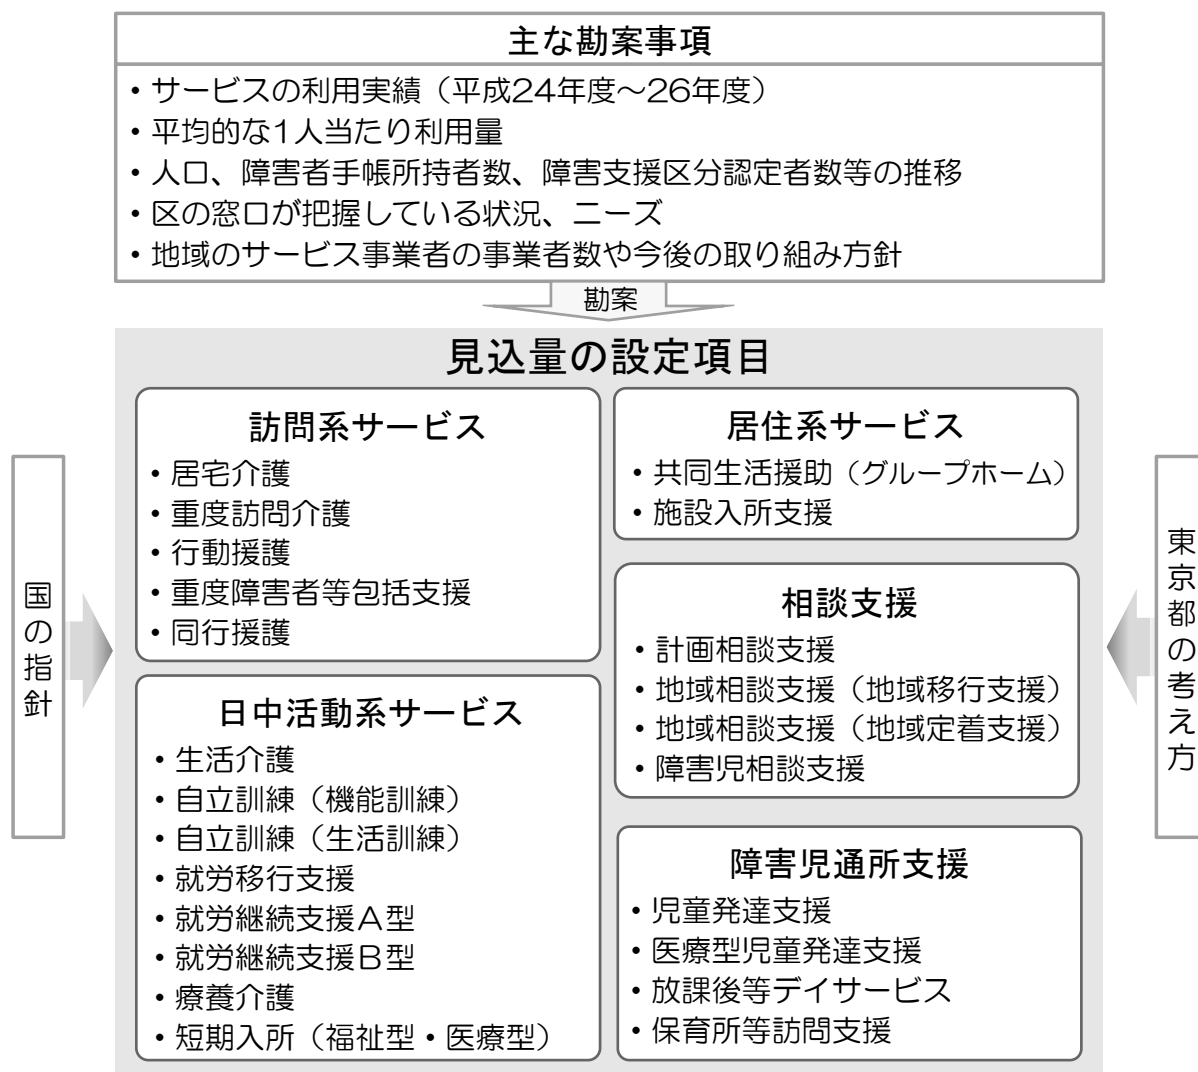 主な勘案事項
・サービスの利用実績（平成24年度～26年度）
・平均的な1人当たり利用量
・人口、障害者手帳所持者数、障害支援区分認定者数等の推移
・区の窓口が把握している状況、ニーズ
・地域のサービス事業者の事業者数や今後の取り組み方針
勘案
見込量の設定項目
国の指針
訪問系サービス
・居宅介護
・重度訪問介護
・行動援護
・重度障害者等包括支援
・同行援護
日中活動系サービス
・生活介護
・自立訓練（機能訓練）
・自立訓練（生活訓練）
・就労移行支援
・就労継続支援A型
・就労継続支援B型
・療養介護
・短期入所（福祉型・医療型）
居住系サービス
・共同生活援助（グループホーム）
・施設入所支援
相談支援
・計画相談支援
・地域相談支援（地域移行支援）
・地域相談支援（地域定着支援）
・障害児相談支援
障害児通所支援
・児童発達支援
・医療型児童発達支援
・放課後等デイサービス
・保育所等訪問支援
東京都の考え方